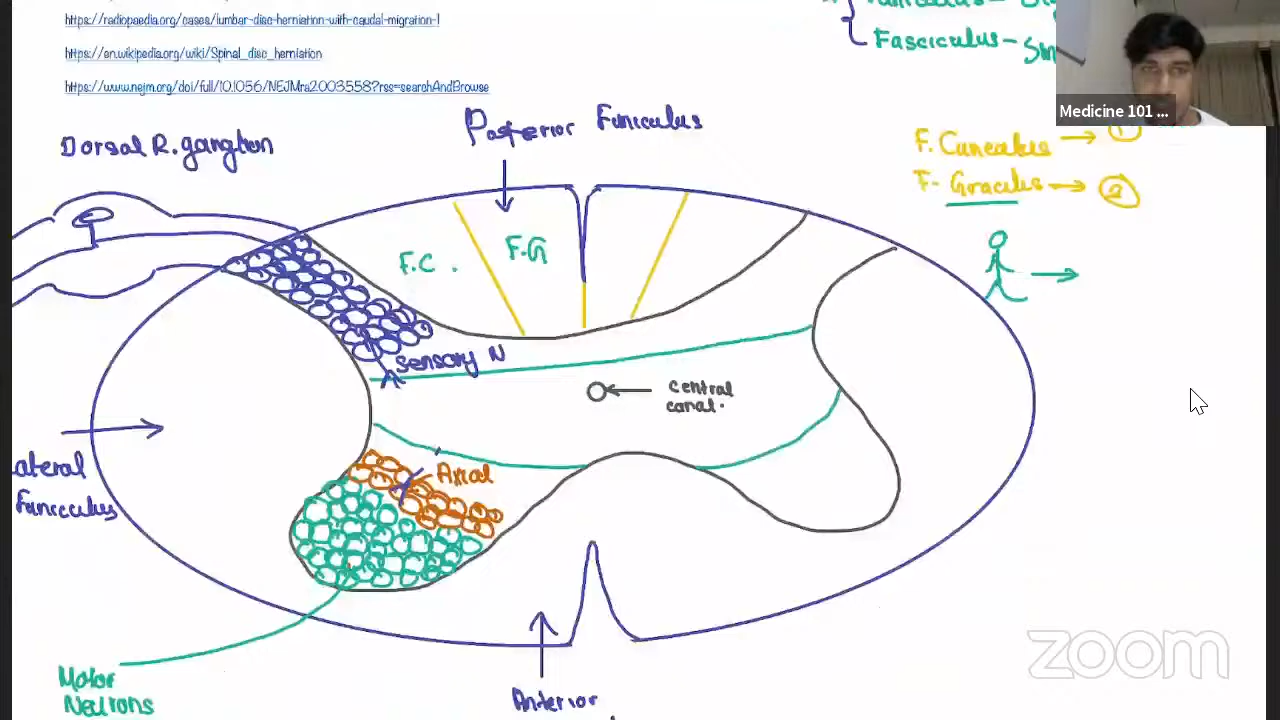 https://radiopaedia.org/cases/lumbar-disc-herniation-with-caudal-migration-1
https://en.wikipedia.org/wiki/Spinal_disc_herniation
https://www.nejm.org/doi/full/10.1056/NEJMra2003558?rss=searchAndBrowse
Fasciculus-
Medicine 101 ...
Posterior Funiculus
Dorsal R. ganglion
F. Cuneatus →
F- Gracilus → 2
F.C.
F.G
Sensory N
central
canal.
ateral
Funiculus
Axial
Motor
Neurons
Anterior
zoom